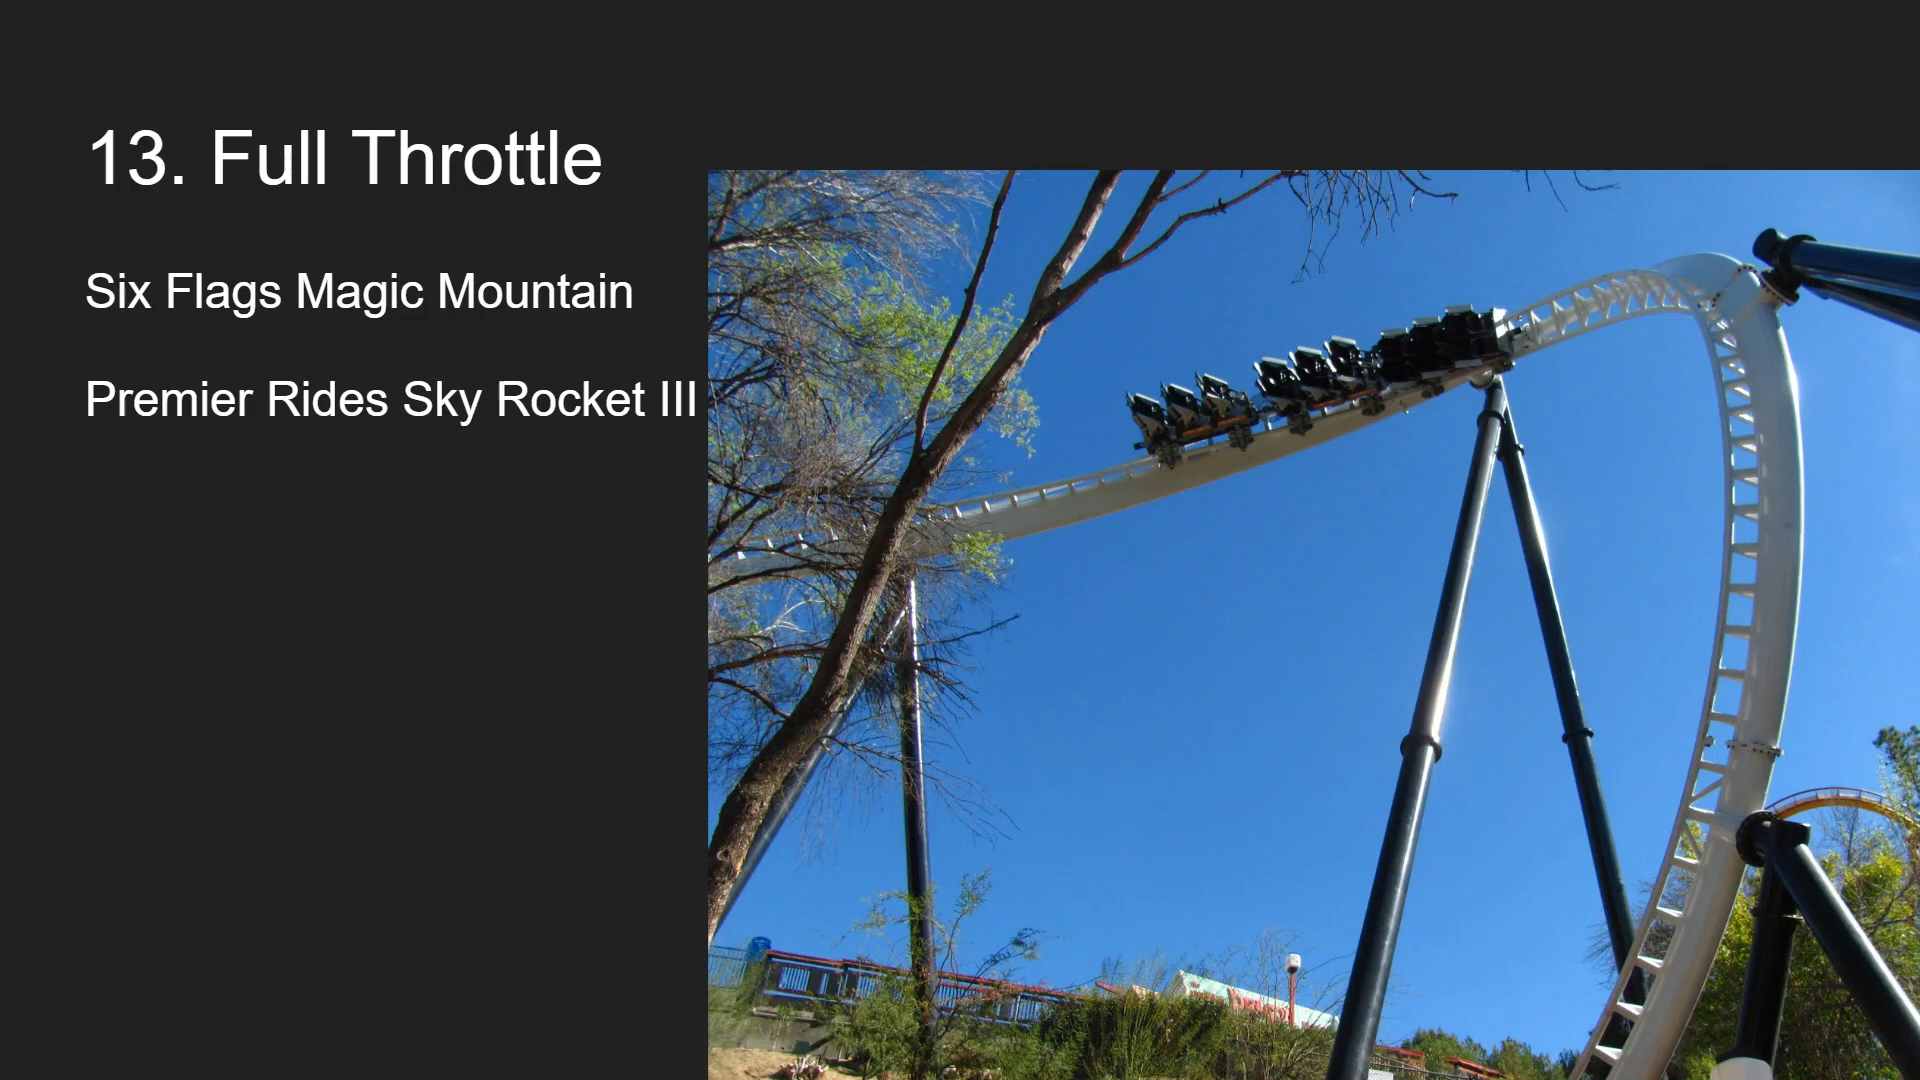 13. Full Throttle
Six Flags Magic Mountain
Premier Rides Sky Rocket III